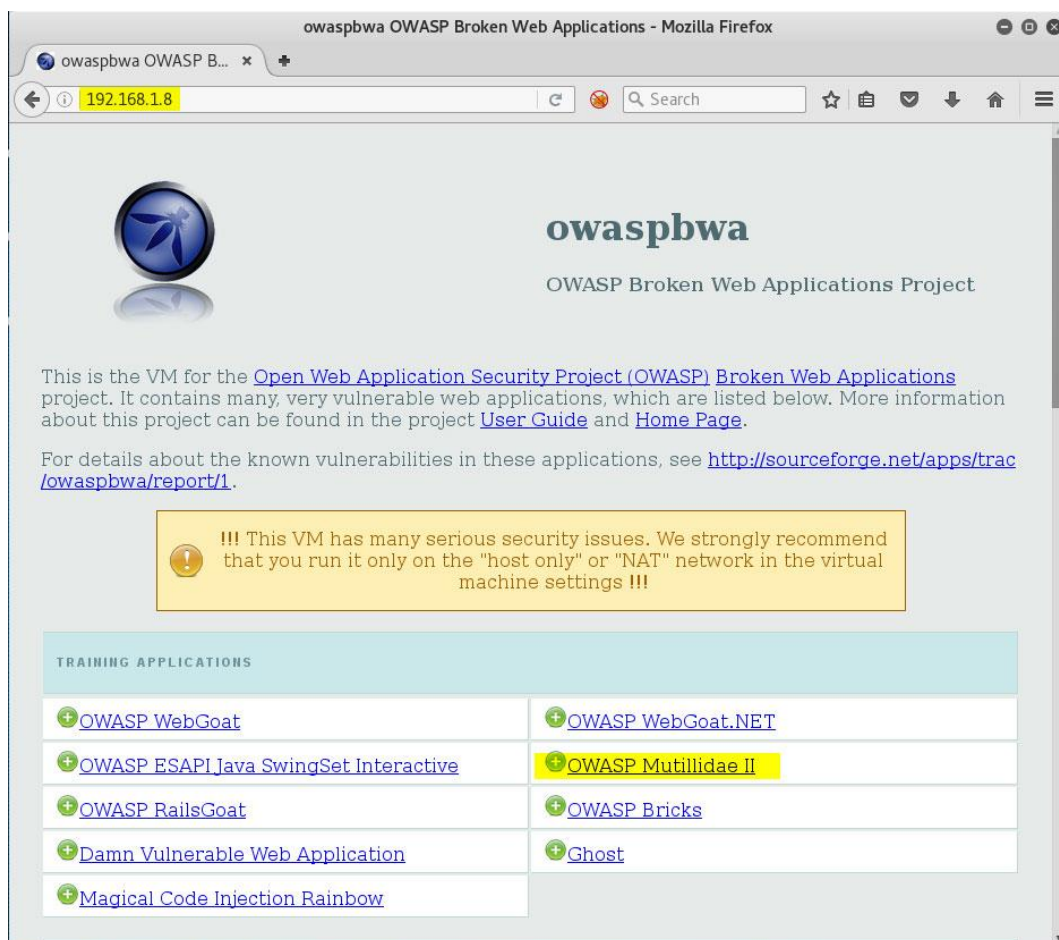 owaspbwa OWASP Broken Web Applications - Mozilla Firefox
owaspbwa OWASP B...
192.168.1.8
Search
owaspbwa
OWASP Broken Web Applications Project
This is the VM for the Open Web Application Security Project (OWASP) Broken Web Applications
project. It contains many, very vulnerable web applications, which are listed below. More information
about this project can be found in the project User Guide and Home Page.
For details about the known vulnerabilities in these applications, see http://sourceforge.net/apps/trac
/owaspbwa/report/1.
!!! This VM has many serious security issues. We strongly recommend
that you run it only on the "host only" or "NAT" network in the virtual
machine settings !!!
TRAINING APPLICATIONS
OWASP WebGoat
OWASP WebGoat.NET
OWASP ESAPI Java SwingSet Interactive
OWASP Mutillidae II
OWASP RailsGoat
OWASP Bricks
Damn Vulnerable Web Application
Ghost
Magical Code Injection Rainbow